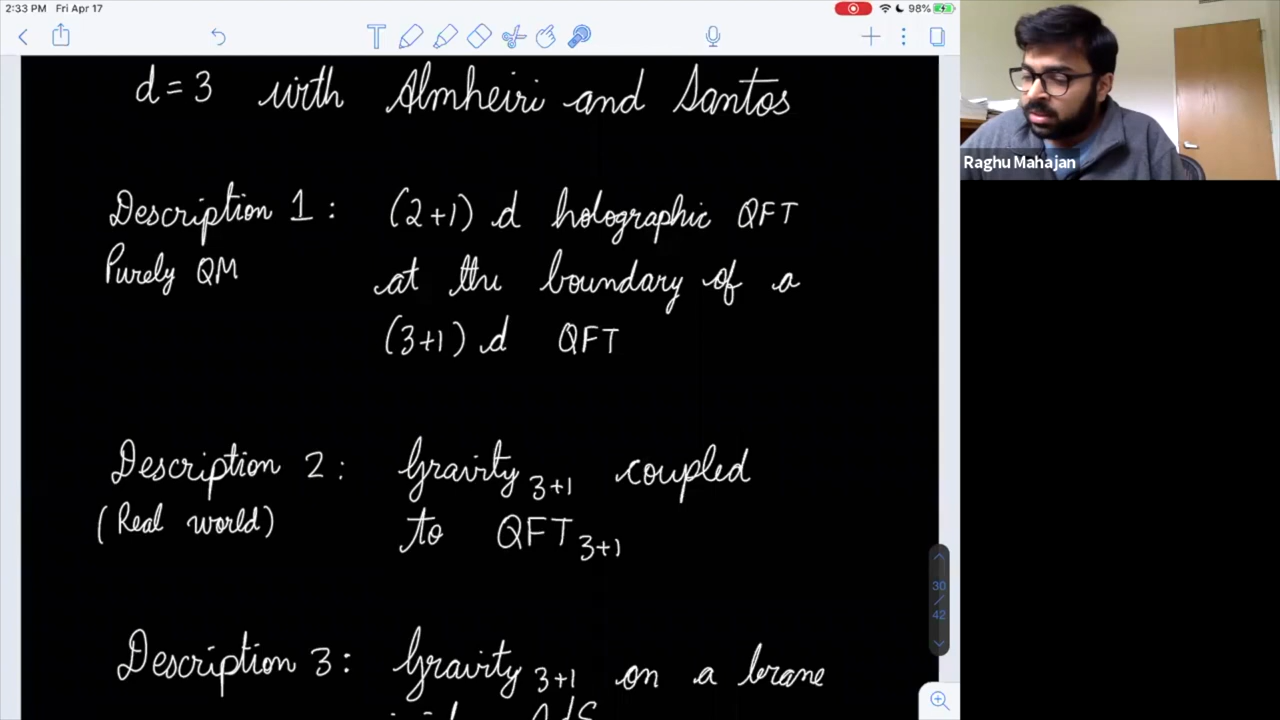 2:33 PM Fri Apr 17
98%
d = 3 with Almheiri and Santos
Raghu Mahajan
Description 1 : (2+1) d holographic QFT
Purely QM at the boundary of a
(3+1) d QFT
Description 2 : Gravity 3+1 coupled
(Real world) to QFT 3+1
30
/
42
Description 3 : Gravity 3+1 on a brane